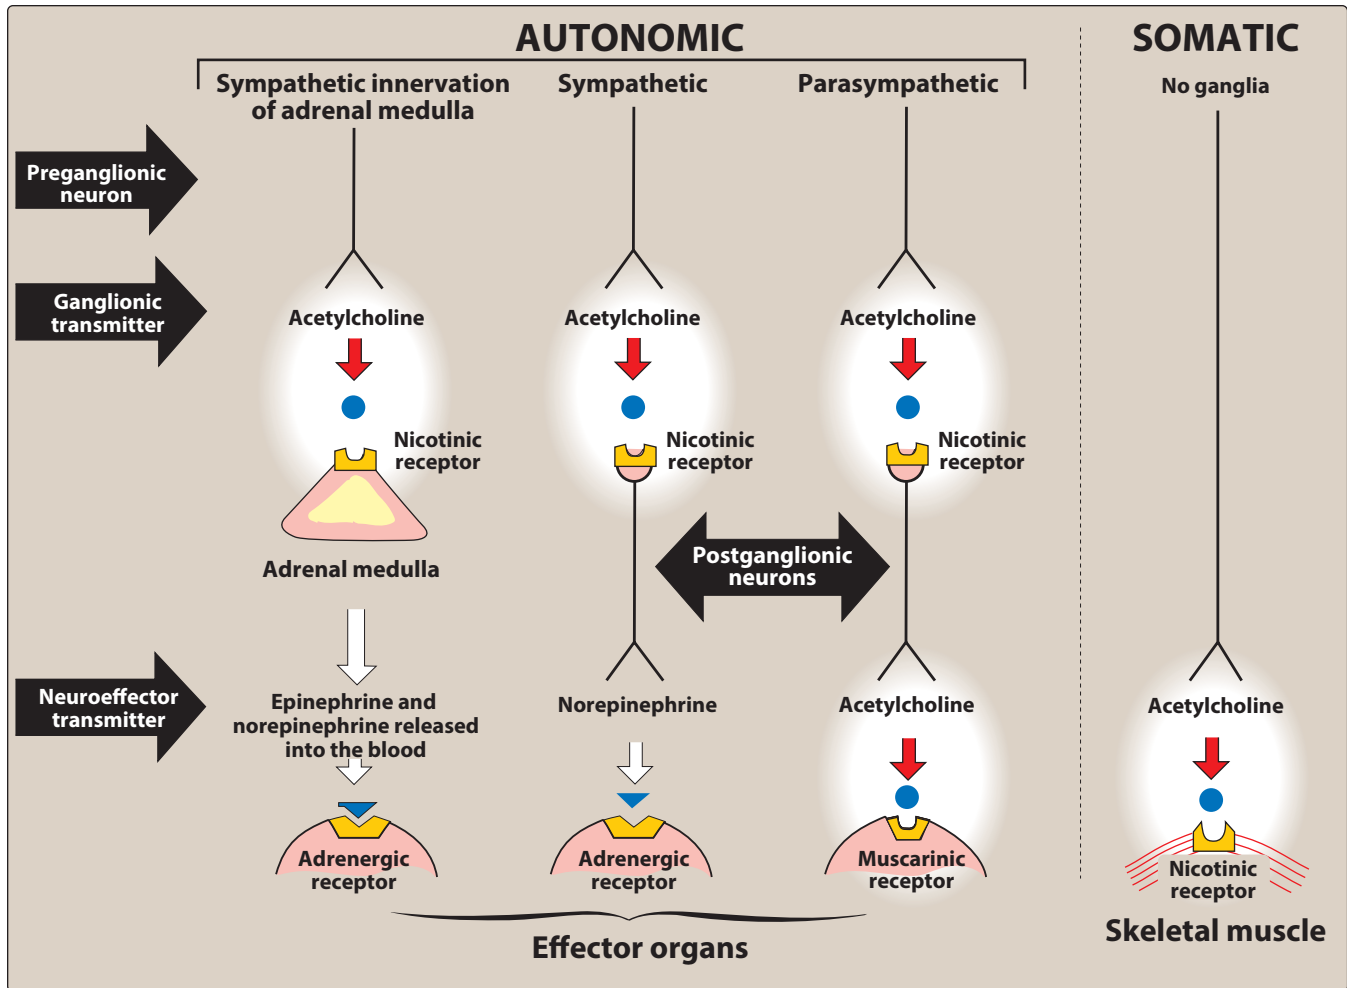 AUTONOMIC
SOMATIC
Sympathetic innervation
of adrenal medulla
Sympathetic
Parasympathetic
No ganglia
Preganglionic
neuron
Ganglionic
transmitter
Acetylcholine
Acetylcholine
Acetylcholine
Nicotinic
receptor
Nicotinic
receptor
Nicotinic
receptor
Adrenal medulla
Postganglionic
neurons
Neuroeffector
transmitter
Epinephrine and
norepinephrine released
into the blood
Norepinephrine
Acetylcholine
Acetylcholine
Adrenergic
receptor
Adrenergic
receptor
Muscarinic
receptor
Nicotinic
receptor
Effector organs
Skeletal muscle